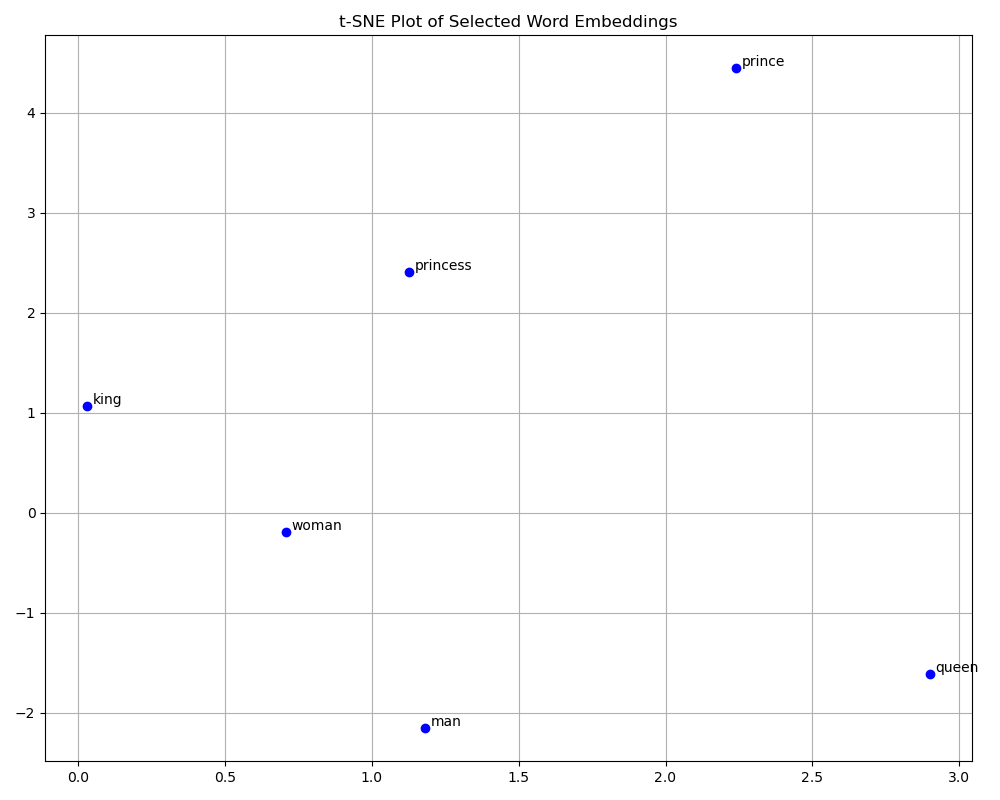 t-SNE Plot of Selected Word Embeddings
prince
4
3
princess
2
king
1
0
woman
−1
queen
−2
man
0.0 0.5 1.0 1.5 2.0 2.5 3.0